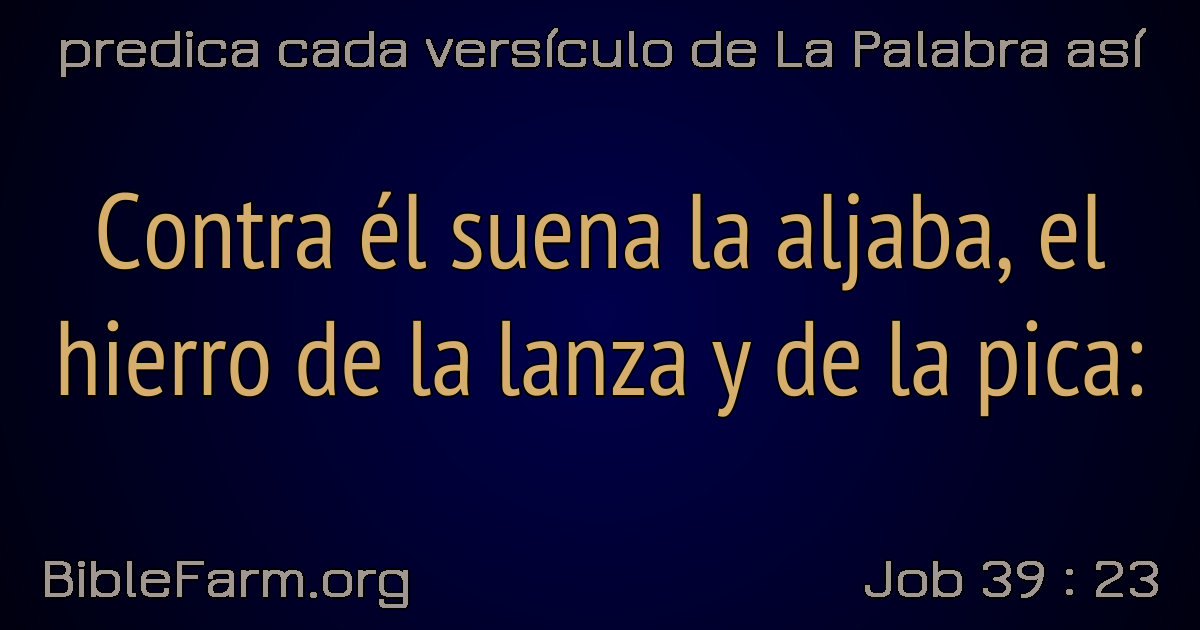 predica cada versículo de La Palabra así
Contra él suena la aljaba, el
hierro de la lanza y de la pica:
BibleFarm.org
Job 39 : 23